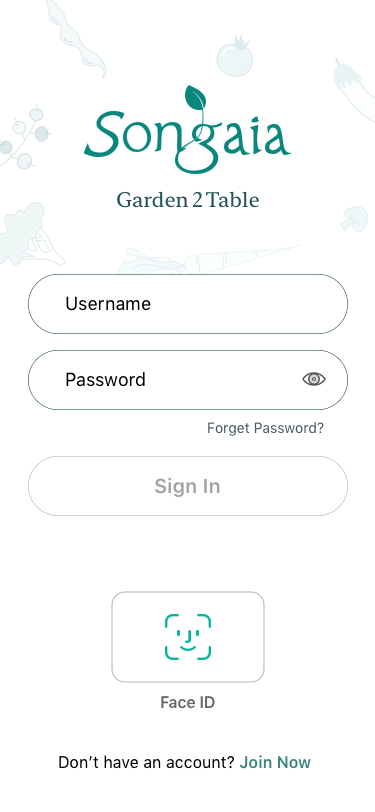 Songaia
Garden 2 Table
Username
Password
Forget Password?
Sign In
Face ID
Don’t have an account? Join Now